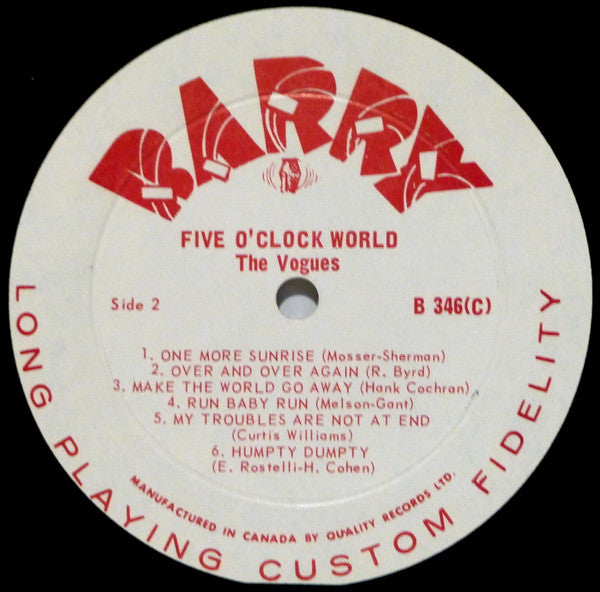 BARRY
FIVE O'CLOCK WORLD
The Vogues
Side 2
B 346(C)
1. ONE MORE SUNRISE (Mosser-Sherman)
2. OVER AND OVER AGAIN (R. Byrd)
3. MAKE THE WORLD GO AWAY (Hank Cochran)
4. RUN BABY RUN (Melson-Gant)
5. MY TROUBLES ARE NOT AT END
(Curtis Williams)
6. HUMPTY DUMPTY
(E. Rostelli-H. Cohen)
MANUFACTURED IN CANADA BY QUALITY RECORDS LTD.
LONG PLAYING CUSTOM FIDELITY